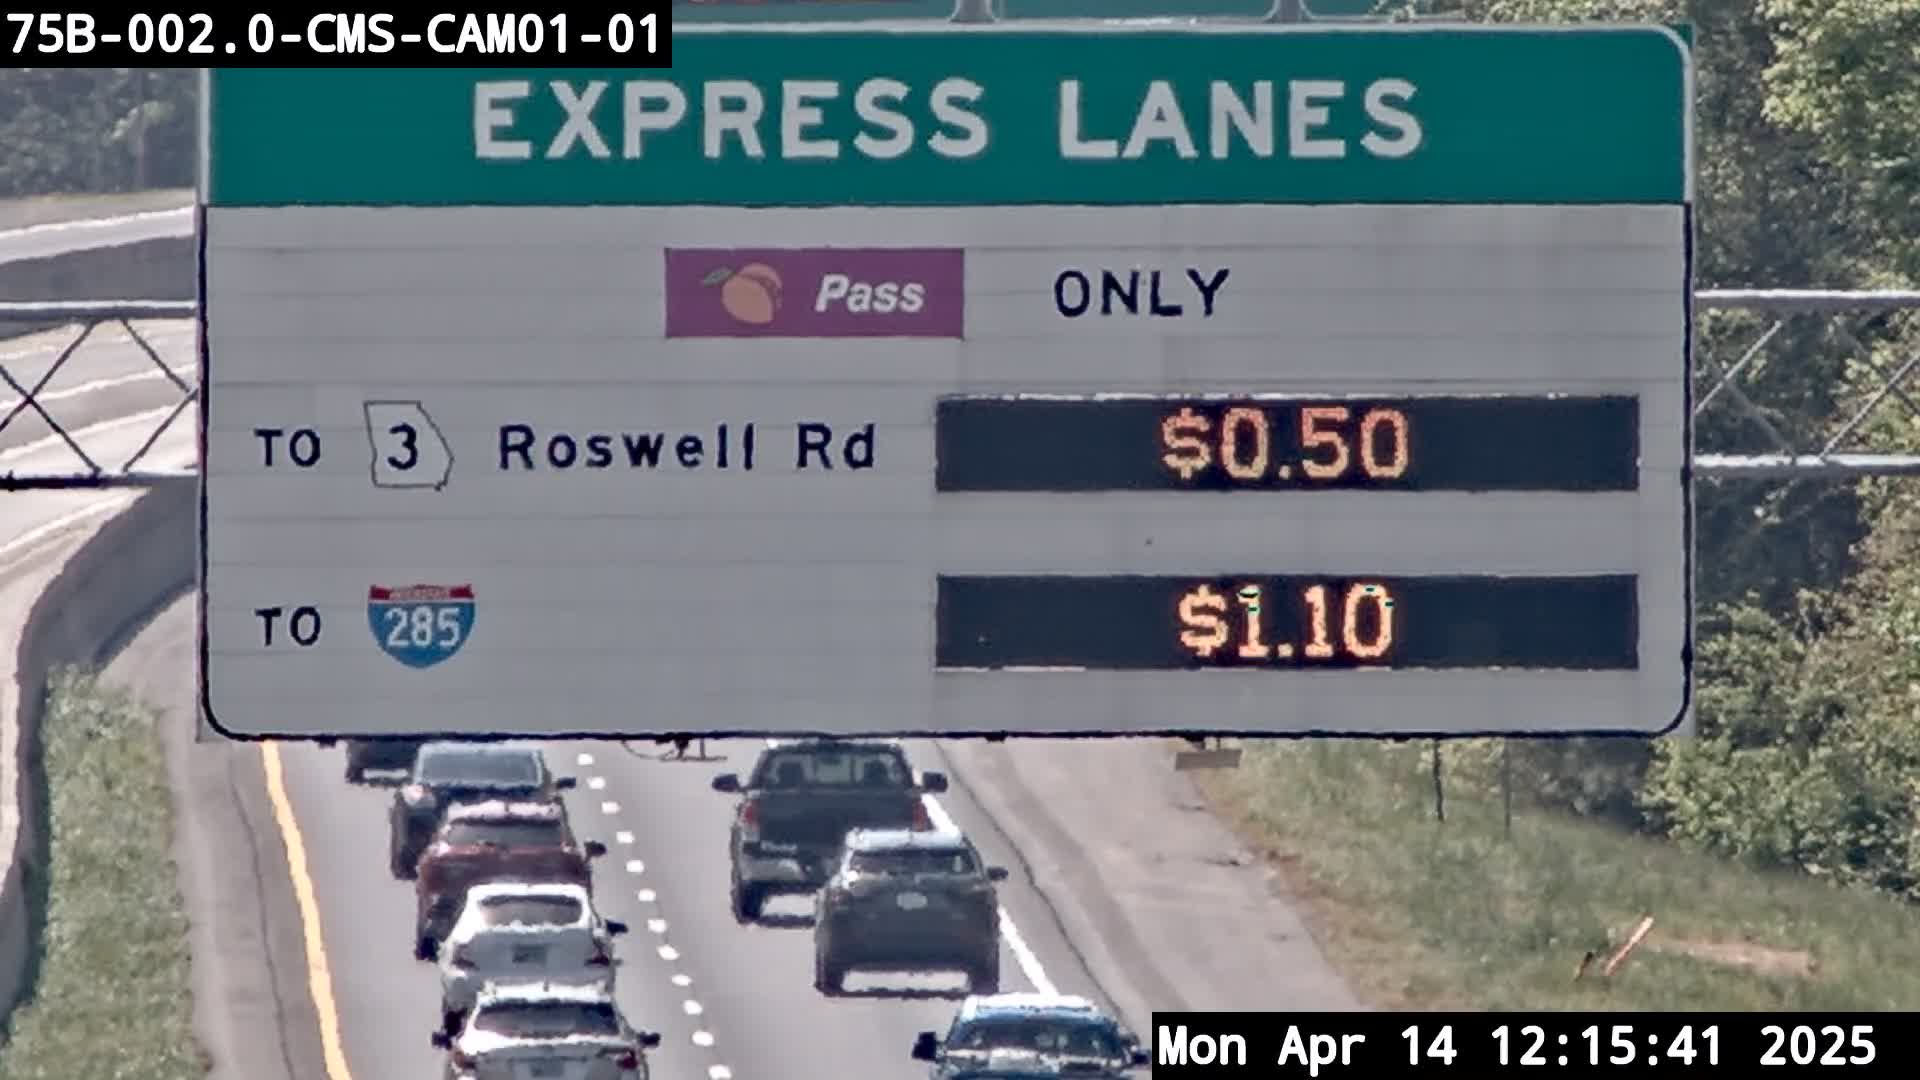 75B-002.0-CMS-CAM01-01
EXPRESS LANES
Pass ONLY
TO 3 Roswell Rd $0.50
TO 285 $1.10
Mon Apr 14 12:15:41 2025